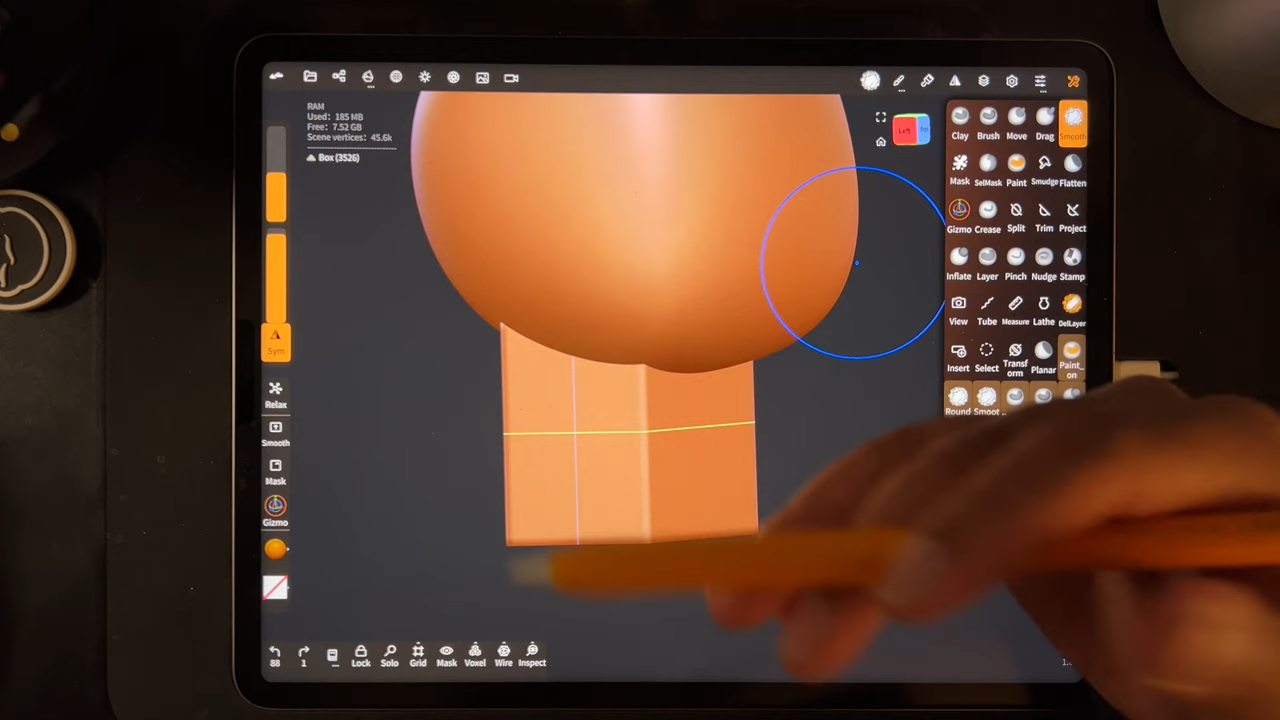 RAM
Used: 185 MB
Free: 7.52 GB
Scene vertices: 45.6k
Box (3526)
Left
Clay Brush Move Drag Smooth
Mask SelMask Paint Smudge Flatten
Gizmo Crease Split Trim Project
Inflate Layer Pinch Nudge Stamp
View Tube Measure Lathe DelLayer
Insert Select Transform Planar Paint_on
Round Smoot
Sym
Relax
Smooth
Mask
Gizmo
88 1 Lock Solo Grid Mask Voxel Wire Inspect